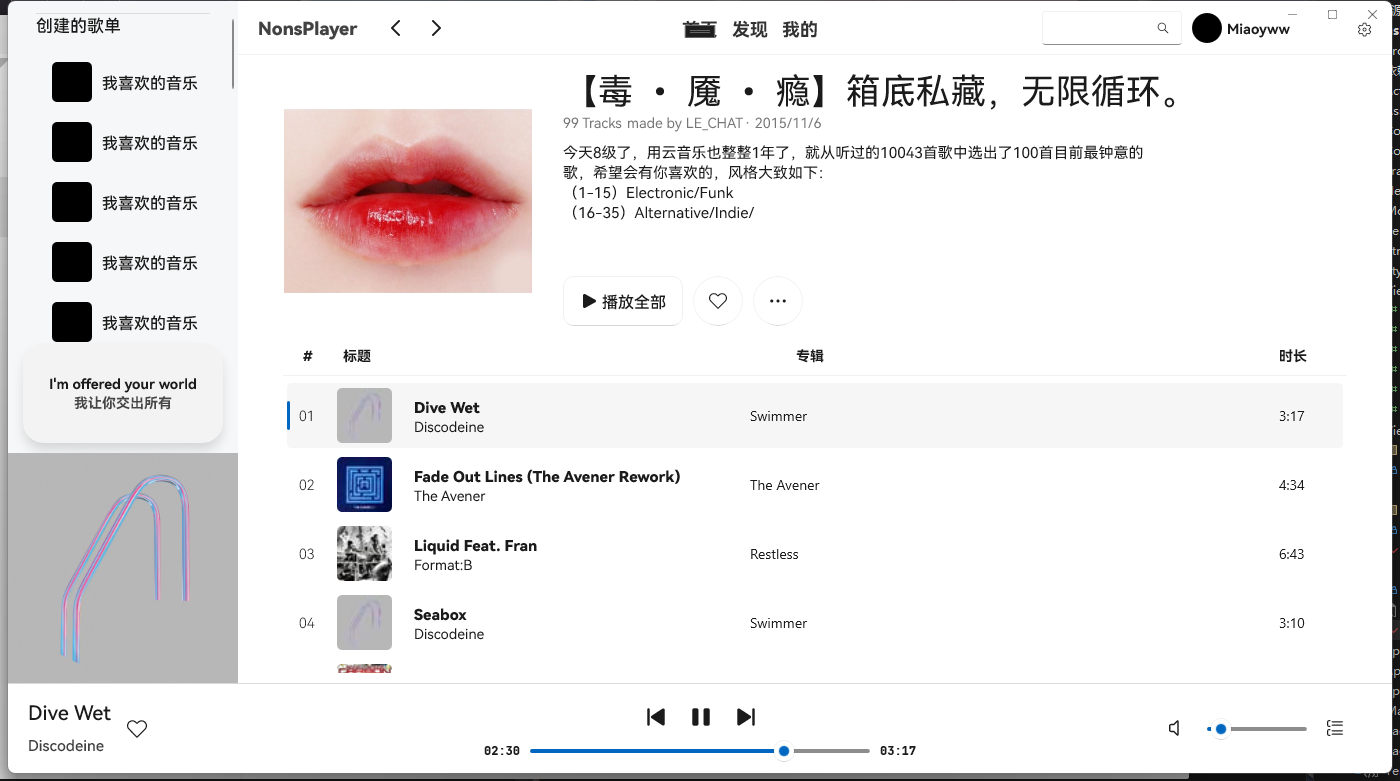 创建的歌单
我喜欢的音乐
我喜欢的音乐
我喜欢的音乐
我喜欢的音乐
我喜欢的音乐
I'm offered your world
我让你交出所有
NonsPlayer
首页 发现 我的
Miaoyww
【毒 • 魇 • 瘾】箱底私藏，无限循环。
99 Tracks made by LE_CHAT · 2015/11/6
今天8级了，用云音乐也整整1年了，就从听过的10043首歌中选出了100首目前最钟意的
歌，希望会有你喜欢的，风格大致如下：
（1-15）Electronic/Funk
（16-35）Alternative/Indie/
播放全部
# 标题 专辑 时长
01 Dive Wet Swimmer 3:17
Discodeine
02 Fade Out Lines (The Avener Rework) The Avener 4:34
The Avener
03 Liquid Feat. Fran Restless 6:43
Format:B
04 Seabox Swimmer 3:10
Discodeine
Dive Wet
Discodeine
02:30 03:17